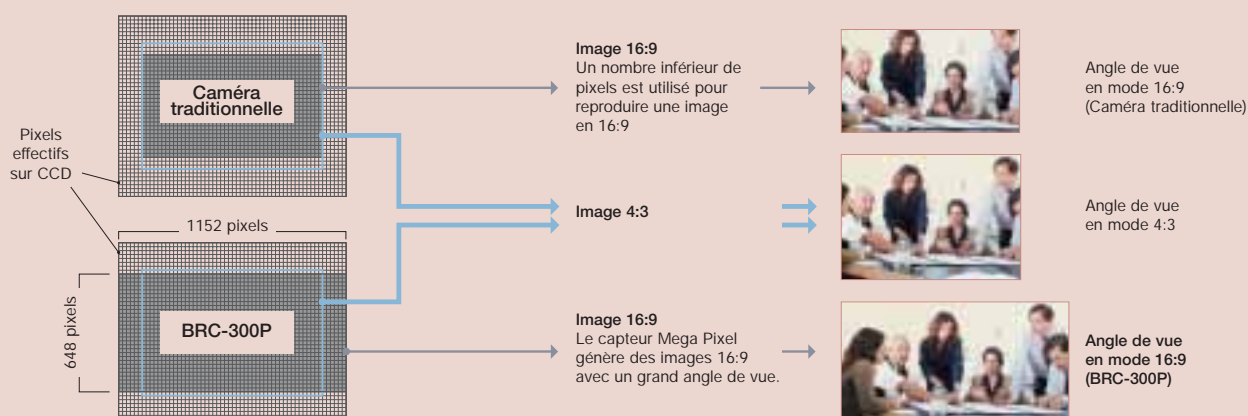 Caméra
traditionnelle
Image 16:9
Un nombre inférieur de
pixels est utilisé pour
reproduire une image
en 16:9
Angle de vue
en mode 16:9
(Caméra traditionnelle)
Pixels
effectifs
sur CCD
Image 4:3
Angle de vue
en mode 4:3
1152 pixels
648 pixels
BRC-300P
Image 16:9
Le capteur Mega Pixel
génère des images 16:9
avec un grand angle de vue.
Angle de vue
en mode 16:9
(BRC-300P)